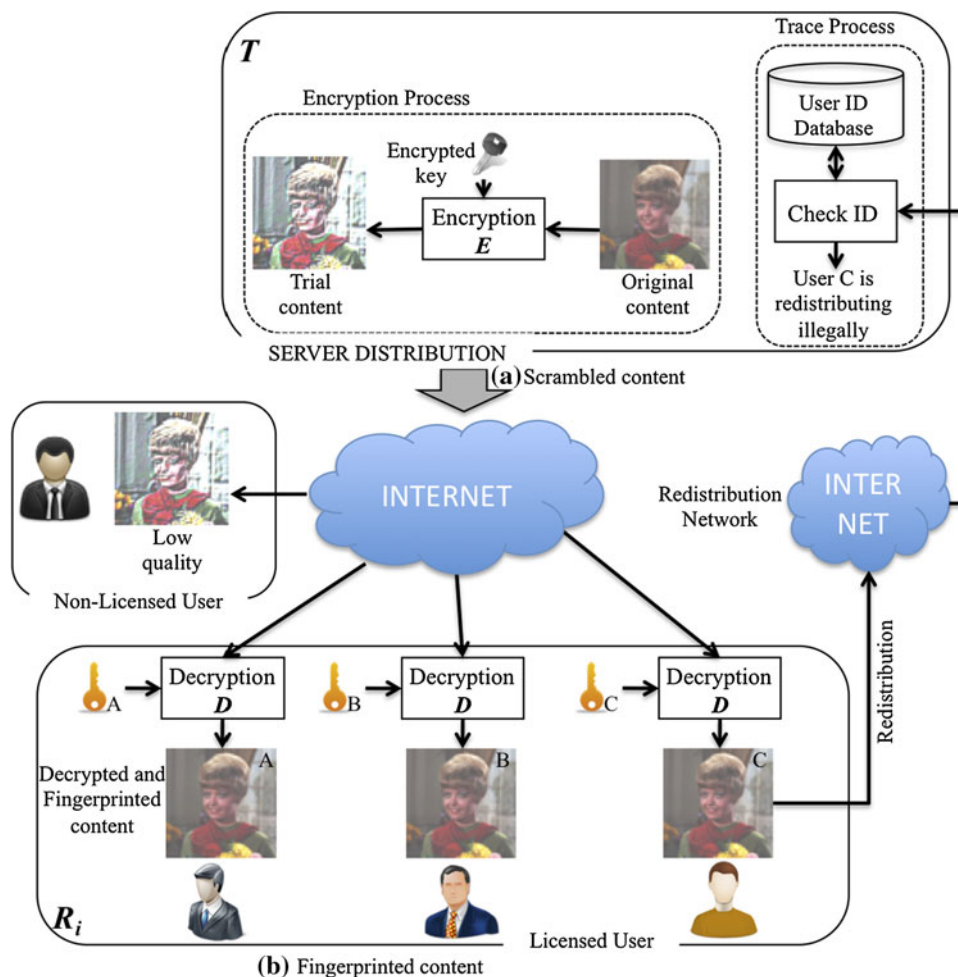 T
Trace Process
User ID
Database
Check ID
User C is
redistributing
illegally
Encryption Process
Encrypted
key
Encryption
E
Trial
content
Original
content
SERVER DISTRIBUTION
(a) Scrambled content
INTERNET
Low
quality
Non-Licensed User
Redistribution
Network
INTER
NET
Redistribution
A
Decryption
D
B
Decryption
D
C
Decryption
D
Decrypted and
Fingerprinted
content
A
B
C
Ri
Licensed User
(b) Fingerprinted content